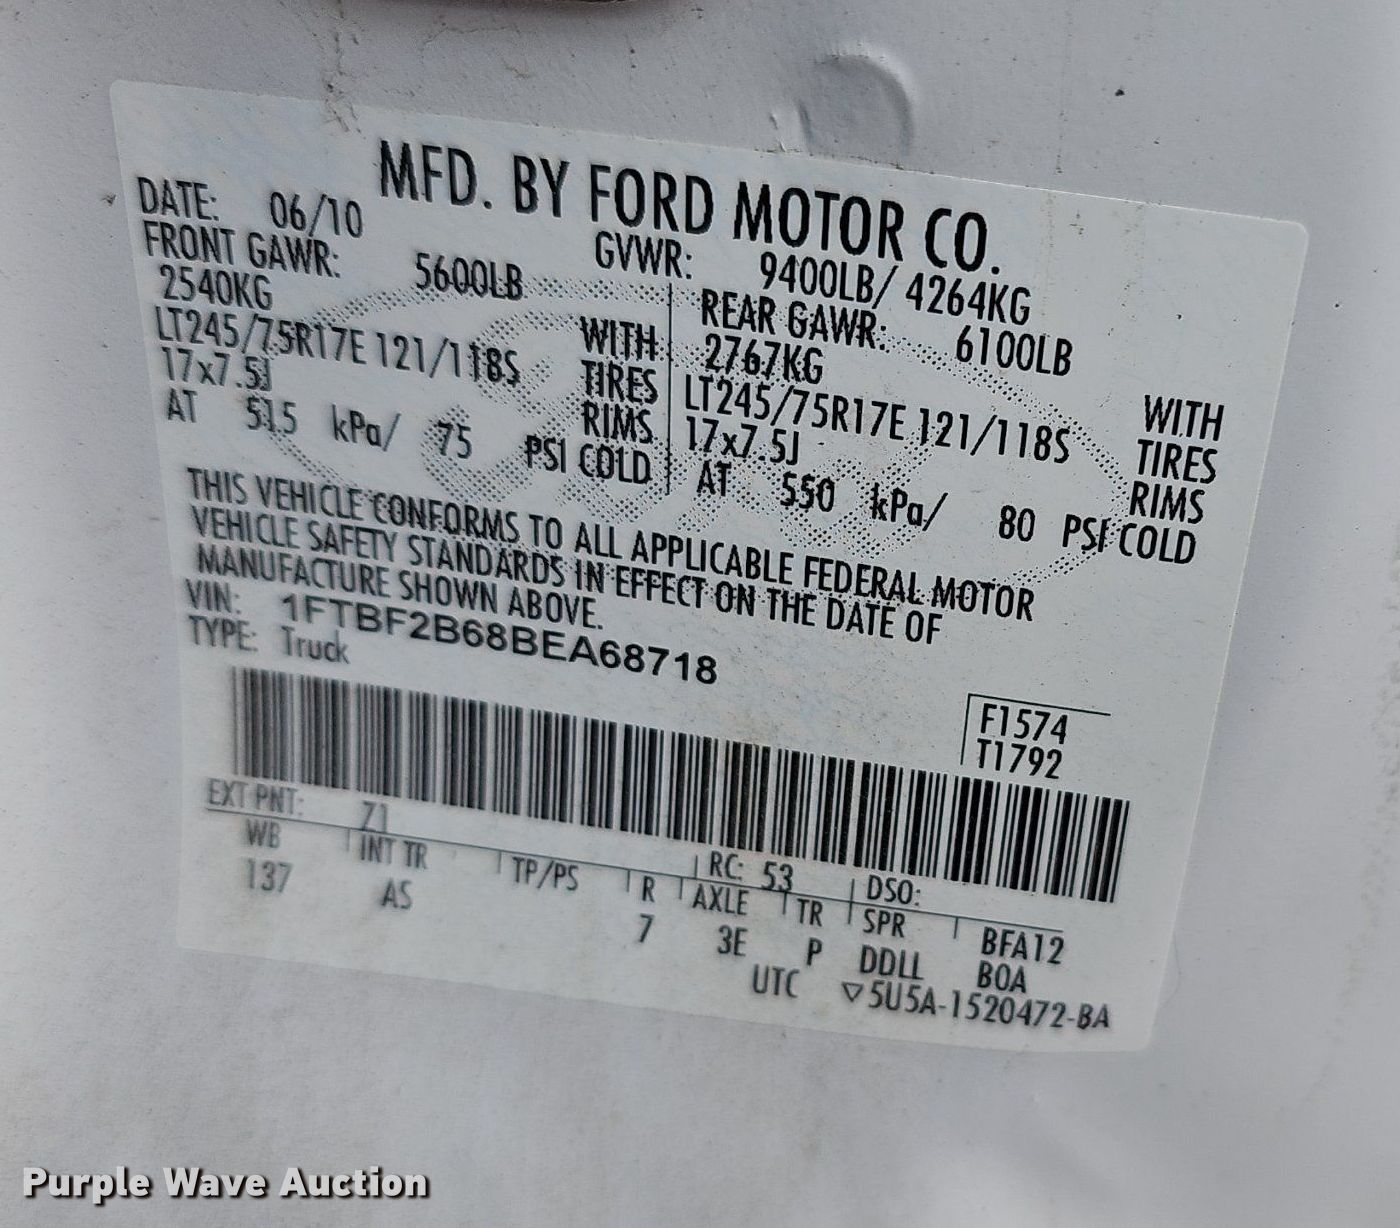 MFD. BY FORD MOTOR CO.
DATE: 06/10 GVWR: 9400LB/ 4264KG
FRONT GAWR: 5600LB REAR GAWR: 6100LB
2540KG WITH 2767KG WITH
LT245/75R17E 121/118S TIRES LT245/75R17E 121/118S TIRES
17x7.5J RIMS 17x7.5J RIMS
AT 515 kPa/ 75 PSI COLD AT 550 kPa/ 80 PSI COLD
THIS VEHICLE CONFORMS TO ALL APPLICABLE FEDERAL MOTOR
VEHICLE SAFETY STANDARDS IN EFFECT ON THE DATE OF
MANUFACTURE SHOWN ABOVE.
VIN: 1FTBF2B68BEA68718
TYPE: Truck
F1574
T1792
EXT PNT: Z1 RC: 53 DSO:
WB INT TR TP/PS R AXLE TR SPR BFA12
137 AS 7 3E P DDLL BOA
UTC ▽5U5A-1520472-BA
Purple Wave Auction